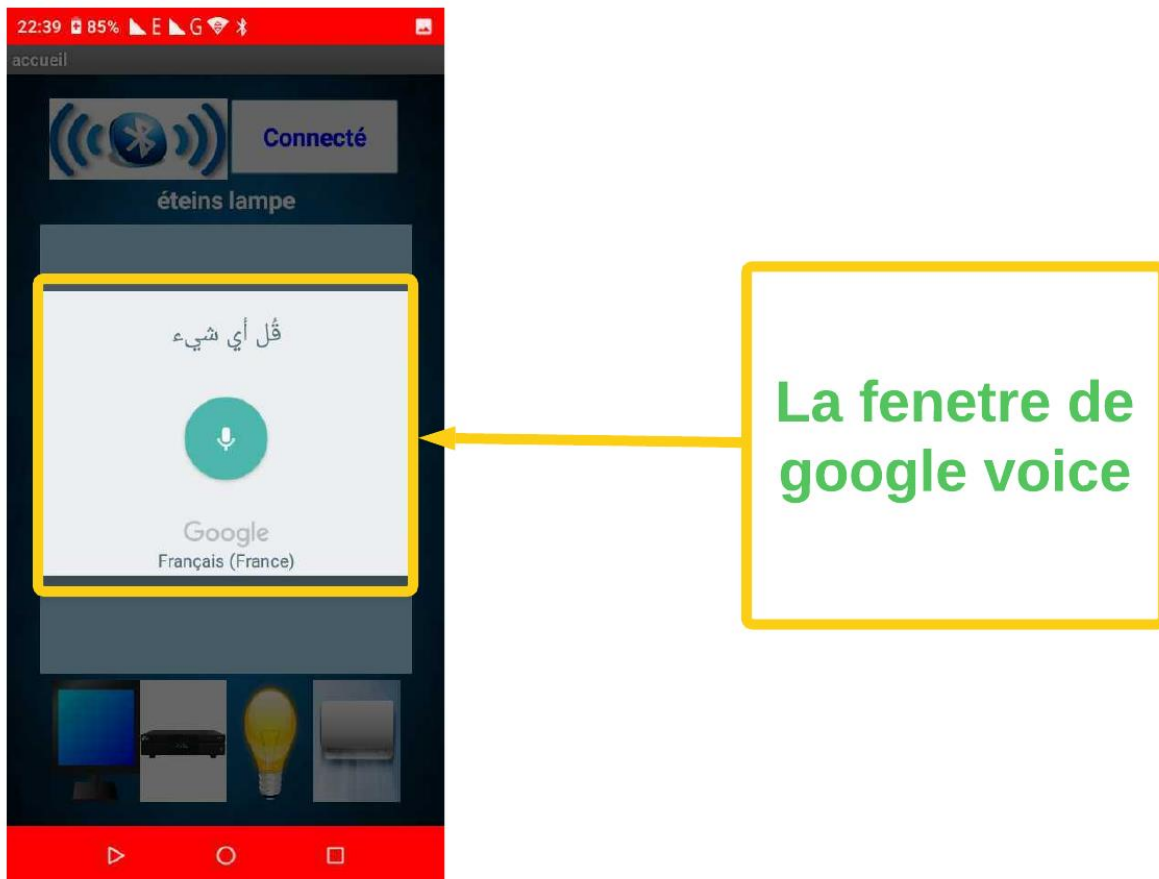 22:39 85% E G
accueil
Connecté
éteins lampe
قُل أي شيء
Google
Français (France)
La fenetre de
google voice